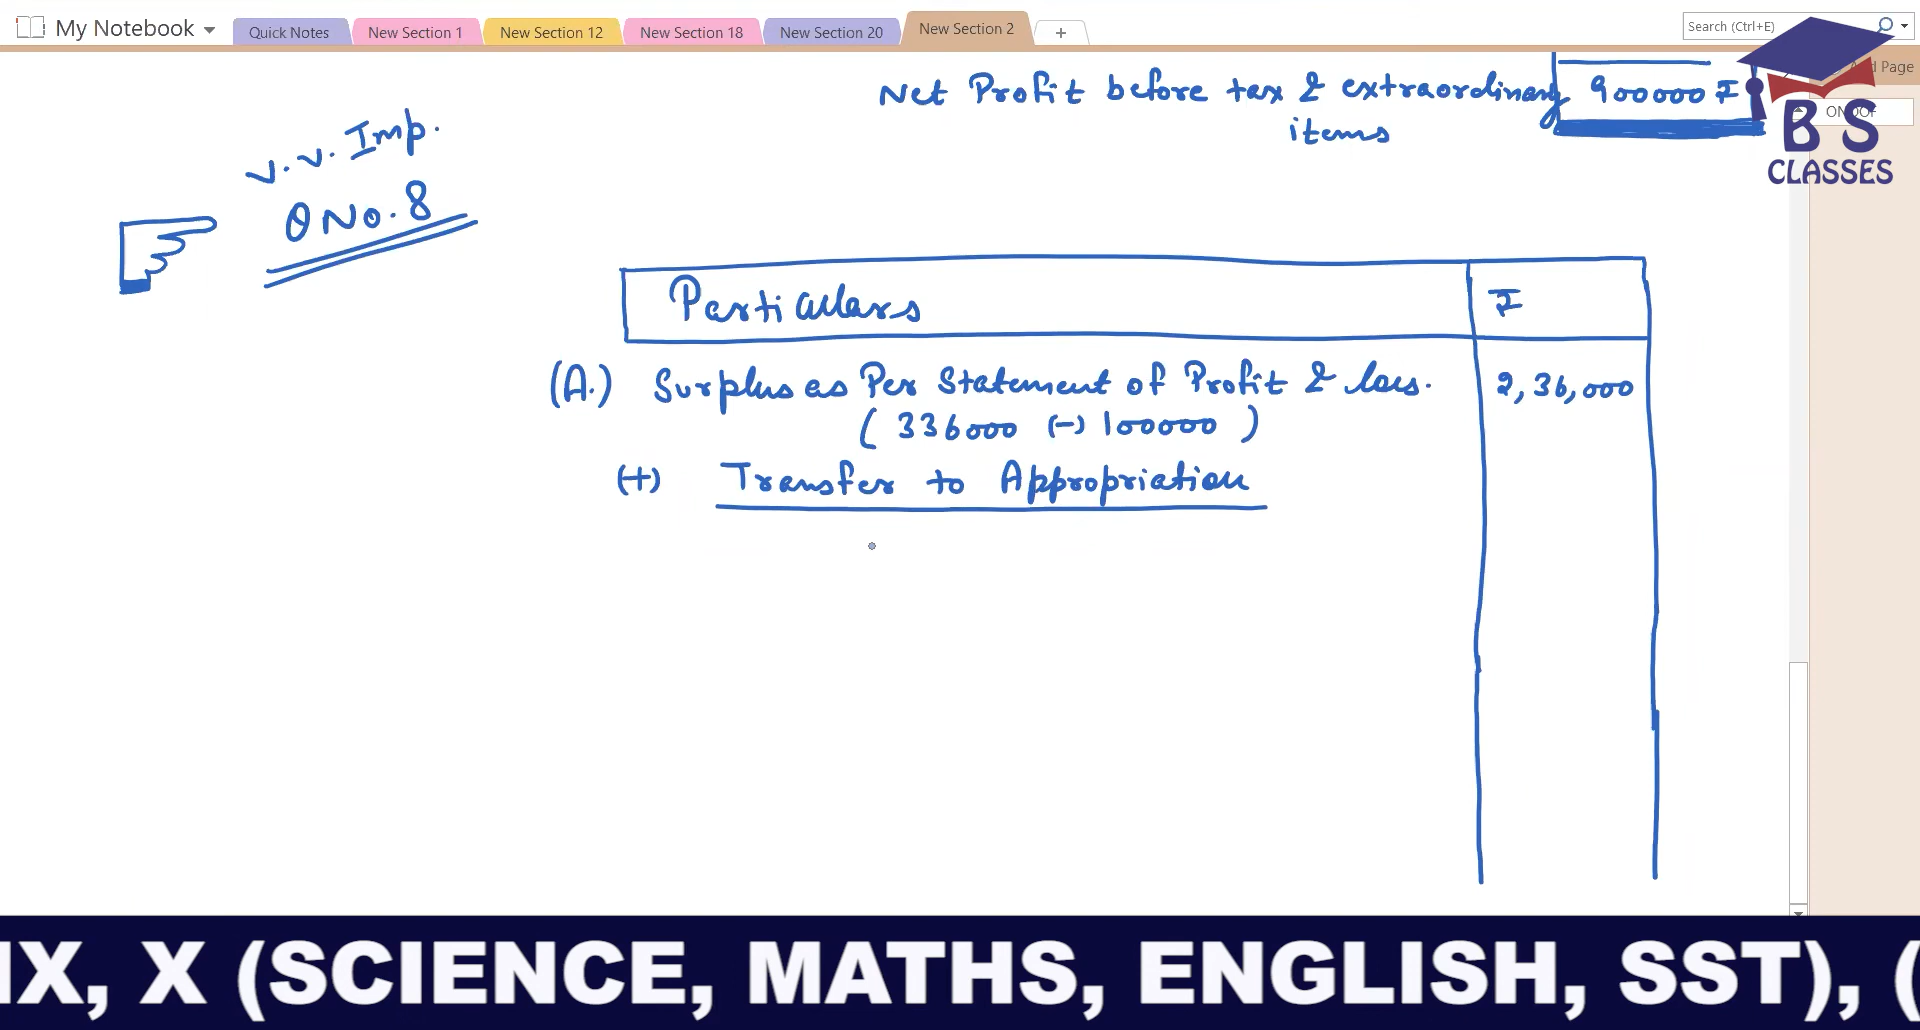 My Notebook
Quick Notes
New Section 1
New Section 12
New Section 18
New Section 20
New Section 2
+
Search (Ctrl+E)
d Page
B S
CLASSES
Net Profit before tax & extraordinary 900000 ₹
items
V.V. Imp.
Q No. 8
Particulars ₹
(A.) Surplus as Per Statement of Profit & loss. 2,36,000
( 336000 (-) 100000 )
(+) Transfer to Appropriation
IX, X (SCIENCE, MATHS, ENGLISH, SST), (